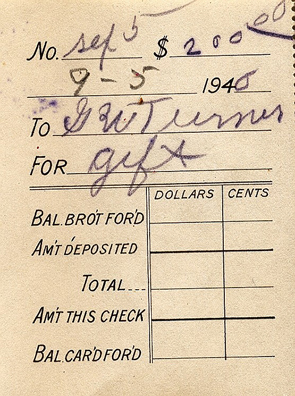 No. Sep 5 $ 200 00
9-5 1940
To G W Turner
For gift
DOLLARS CENTS
BAL. BRO'T FOR'D
AM'T DEPOSITED
TOTAL...
AM'T THIS CHECK
BAL. CAR'D FOR'D